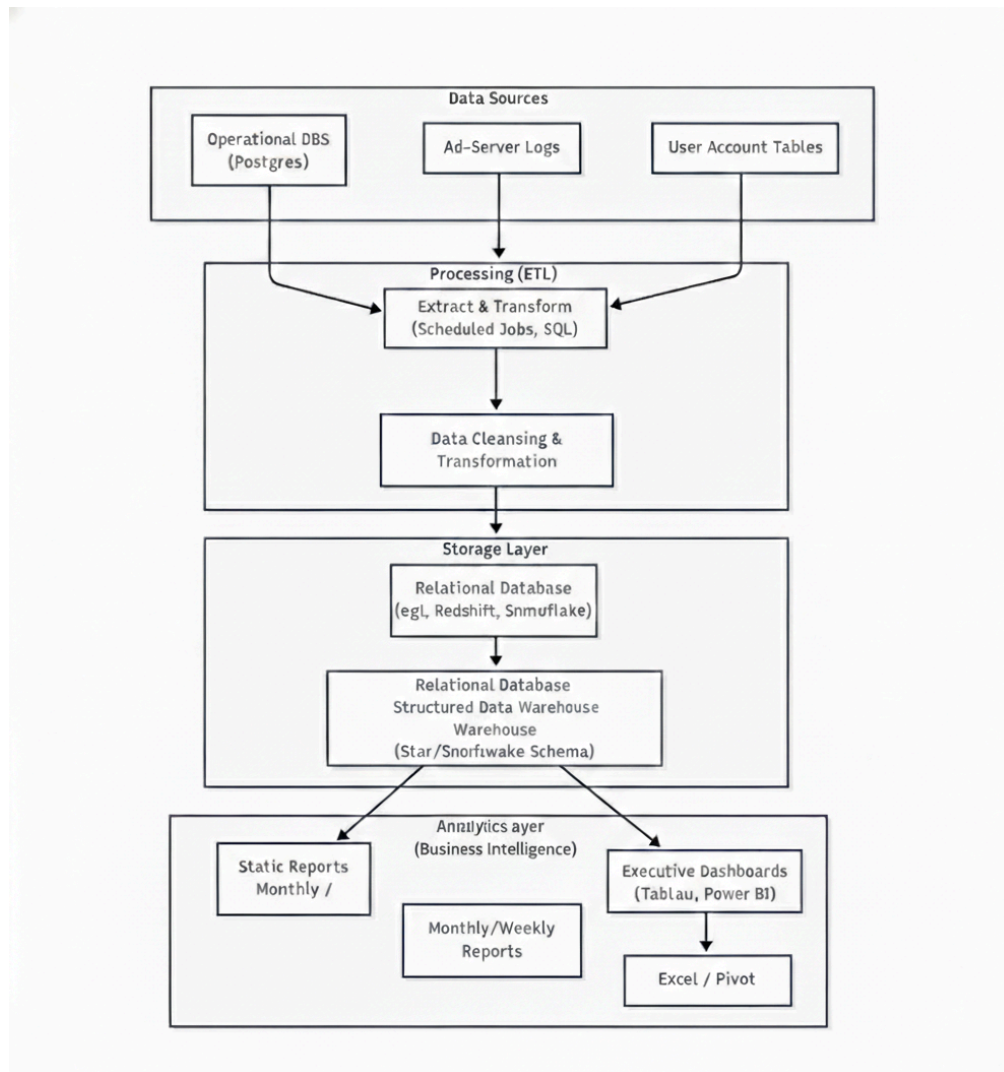 Data Sources
Operational DBS
(Postgres)
Ad-Server Logs
User Account Tables
Processing (ETL)
Extract & Transform
(Scheduled Jobs, SQL)
Data Cleansing &
Transformation
Storage Layer
Relational Database
(egl, Redshift, Snmuflake)
Relational Database
Structured Data Warehouse
Warehouse
(Star/Snorftwake Schema)
ayer
(Business Intelligence)
Static Reports
Monthly /
Monthly/Weekly
Reports
Executive Dashboards
(Tablau, Power BI)
Excel / Pivot